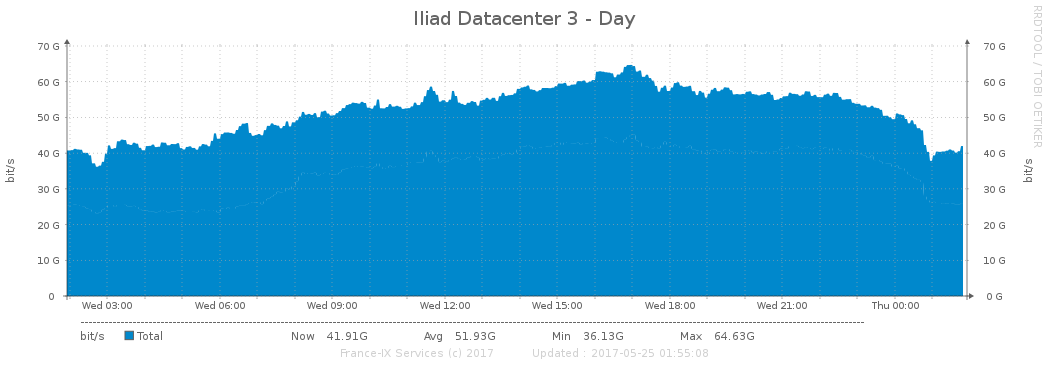 Iliad Datacenter 3 - Day
RRDTOOL / TOBI OETIKER
70 G 70 G
60 G 60 G
50 G 50 G
40 G 40 G
30 G 30 G
20 G 20 G
10 G 10 G
0 0 G
bit/s bit/s
Wed 03:00 Wed 06:00 Wed 09:00 Wed 12:00 Wed 15:00 Wed 18:00 Wed 21:00 Thu 00:00
bit/s Total Now 41.91G Avg 51.93G Min 36.13G Max 64.63G
France-IX Services (c) 2017 Updated : 2017-05-25 01:55:08